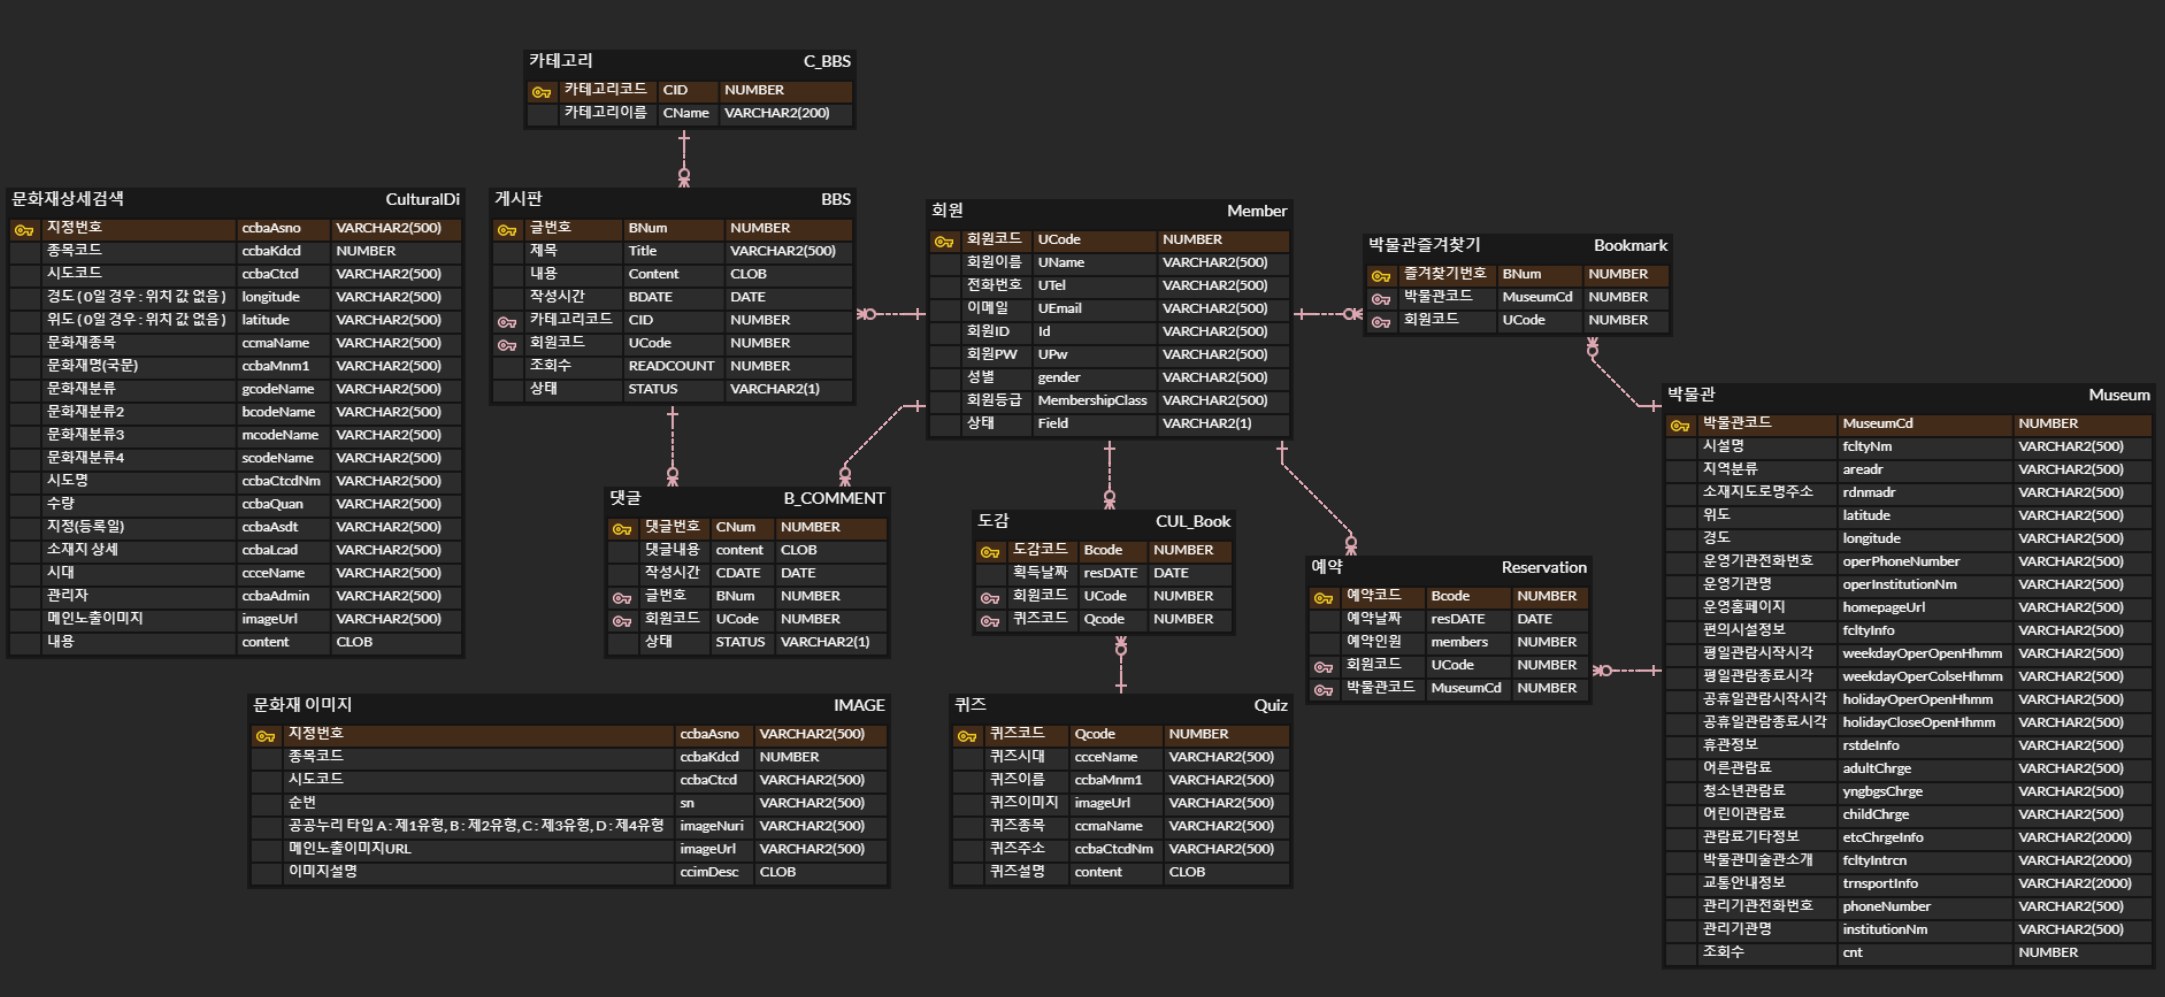 카테고리 C_BBS
카테고리코드 CID NUMBER
카테고리이름 CName VARCHAR2(200)
문화재상세검색 CulturalDi
지정번호 ccbaAsno VARCHAR2(500)
종목코드 ccbaKdcd NUMBER
시도코드 ccbaCtcd VARCHAR2(500)
경도 ( 0일 경우 : 위치 값 없음 ) longitude VARCHAR2(500)
위도 ( 0일 경우 : 위치 값 없음 ) latitude VARCHAR2(500)
문화재종목 ccmaName VARCHAR2(500)
문화재명(국문) ccbaMnm1 VARCHAR2(500)
문화재분류 gcodeName VARCHAR2(500)
문화재분류2 bcodeName VARCHAR2(500)
문화재분류3 mcodeName VARCHAR2(500)
문화재분류4 scodeName VARCHAR2(500)
시도명 ccbaCtcdNm VARCHAR2(500)
수량 ccbaQuan VARCHAR2(500)
지정(등록일) ccbaAsdt VARCHAR2(500)
소재지 상세 ccbaLcad VARCHAR2(500)
시대 ccceName VARCHAR2(500)
관리자 ccbaAdmin VARCHAR2(500)
메인노출이미지 imageUrl VARCHAR2(500)
내용 content CLOB
게시판 BBS
글번호 BNum NUMBER
제목 Title VARCHAR2(500)
내용 Content CLOB
작성시간 BDATE DATE
카테고리코드 CID NUMBER
회원코드 UCode NUMBER
조회수 READCOUNT NUMBER
상태 STATUS VARCHAR2(1)
회원 Member
회원코드 UCode NUMBER
회원이름 UName VARCHAR2(500)
전화번호 UTel VARCHAR2(500)
이메일 UEmail VARCHAR2(500)
회원ID Id VARCHAR2(500)
회원PW UPw VARCHAR2(500)
성별 gender VARCHAR2(500)
회원등급 MembershipClass VARCHAR2(500)
상태 Field VARCHAR2(1)
박물관즐겨찾기 Bookmark
즐겨찾기번호 BNum NUMBER
박물관코드 MuseumCd NUMBER
회원코드 UCode NUMBER
박물관 Museum
박물관코드 MuseumCd NUMBER
시설명 fcltyNm VARCHAR2(500)
지역분류 areadr VARCHAR2(500)
소재지도로명주소 rdnmadr VARCHAR2(500)
위도 latitude VARCHAR2(500)
경도 longitude VARCHAR2(500)
운영기관전화번호 operPhoneNumber VARCHAR2(500)
운영기관명 operInstitutionNm VARCHAR2(500)
운영홈페이지 homepageUrl VARCHAR2(500)
편의시설정보 fcltyInfo VARCHAR2(500)
평일관람시작시각 weekdayOperOpenHhmm VARCHAR2(500)
평일관람종료시각 weekdayOperColseHhmm VARCHAR2(500)
공휴일관람시작시각 holidayOperOpenHhmm VARCHAR2(500)
공휴일관람종료시각 holidayCloseOpenHhmm VARCHAR2(500)
휴관정보 rstdeInfo VARCHAR2(500)
어른관람료 adultChrge VARCHAR2(500)
청소년관람료 yngbgsChrge VARCHAR2(500)
어린이관람료 childChrge VARCHAR2(500)
관람료기타정보 etcChrgeInfo VARCHAR2(2000)
박물관미술관소개 fcltyIntrcn VARCHAR2(2000)
교통안내정보 trnsportInfo VARCHAR2(2000)
관리기관전화번호 phoneNumber VARCHAR2(500)
관리기관명 institutionNm VARCHAR2(500)
조회수 cnt NUMBER
댓글 B_COMMENT
댓글번호 CNum NUMBER
댓글내용 content CLOB
작성시간 CDATE DATE
글번호 BNum NUMBER
회원코드 UCode NUMBER
상태 STATUS VARCHAR2(1)
도감 CUL_Book
도감코드 Bcode NUMBER
획득날짜 resDATE DATE
회원코드 UCode NUMBER
퀴즈코드 Qcode NUMBER
예약 Reservation
예약코드 Bcode NUMBER
예약날짜 resDATE DATE
예약인원 members NUMBER
회원코드 UCode NUMBER
박물관코드 MuseumCd NUMBER
문화재 이미지 IMAGE
지정번호 ccbaAsno VARCHAR2(500)
종목코드 ccbaKdcd NUMBER
시도코드 ccbaCtcd VARCHAR2(500)
순번 sn VARCHAR2(500)
공공누리 타입 A : 제1유형, B : 제2유형, C : 제3유형, D : 제4유형 imageNuri VARCHAR2(500)
메인노출이미지URL imageUrl VARCHAR2(500)
이미지설명 ccimDesc CLOB
퀴즈 Quiz
퀴즈코드 Qcode NUMBER
퀴즈시대 ccceName VARCHAR2(500)
퀴즈이름 ccbaMnm1 VARCHAR2(500)
퀴즈이미지 imageUrl VARCHAR2(500)
퀴즈종목 ccmaName VARCHAR2(500)
퀴즈주소 ccbaCtcdNm VARCHAR2(500)
퀴즈설명 content CLOB